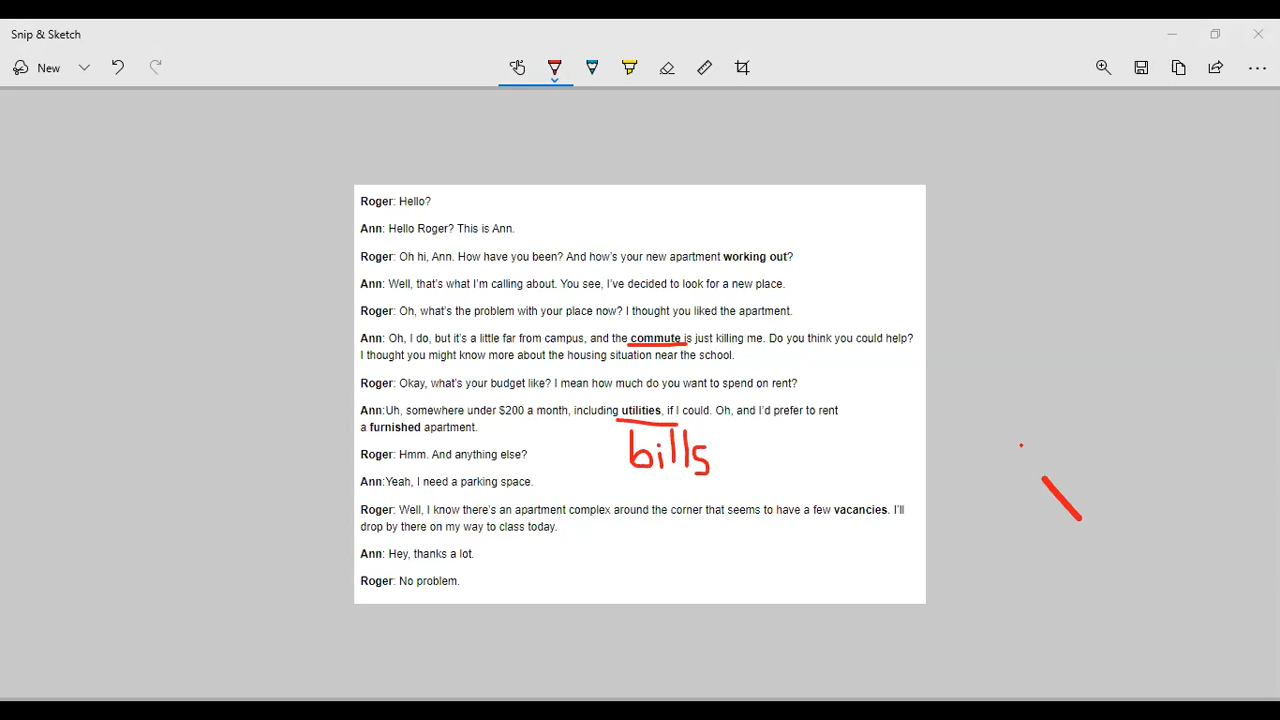 Snip & Sketch
New
Roger: Hello?
Ann: Hello Roger? This is Ann.
Roger: Oh hi, Ann. How have you been? And how's your new apartment working out?
Ann: Well, that's what I'm calling about. You see, I've decided to look for a new place.
Roger: Oh, what's the problem with your place now? I thought you liked the apartment.
Ann: Oh, I do, but it's a little far from campus, and the commute is just killing me. Do you think you could help?
I thought you might know more about the housing situation near the school.
Roger: Okay, what's your budget like? I mean how much do you want to spend on rent?
Ann:Uh, somewhere under $200 a month, including utilities, if I could. Oh, and I'd prefer to rent
a furnished apartment.
bills
Roger: Hmm. And anything else?
Ann:Yeah, I need a parking space.
Roger: Well, I know there's an apartment complex around the corner that seems to have a few vacancies. I'll
drop by there on my way to class today.
Ann: Hey, thanks a lot.
Roger: No problem.